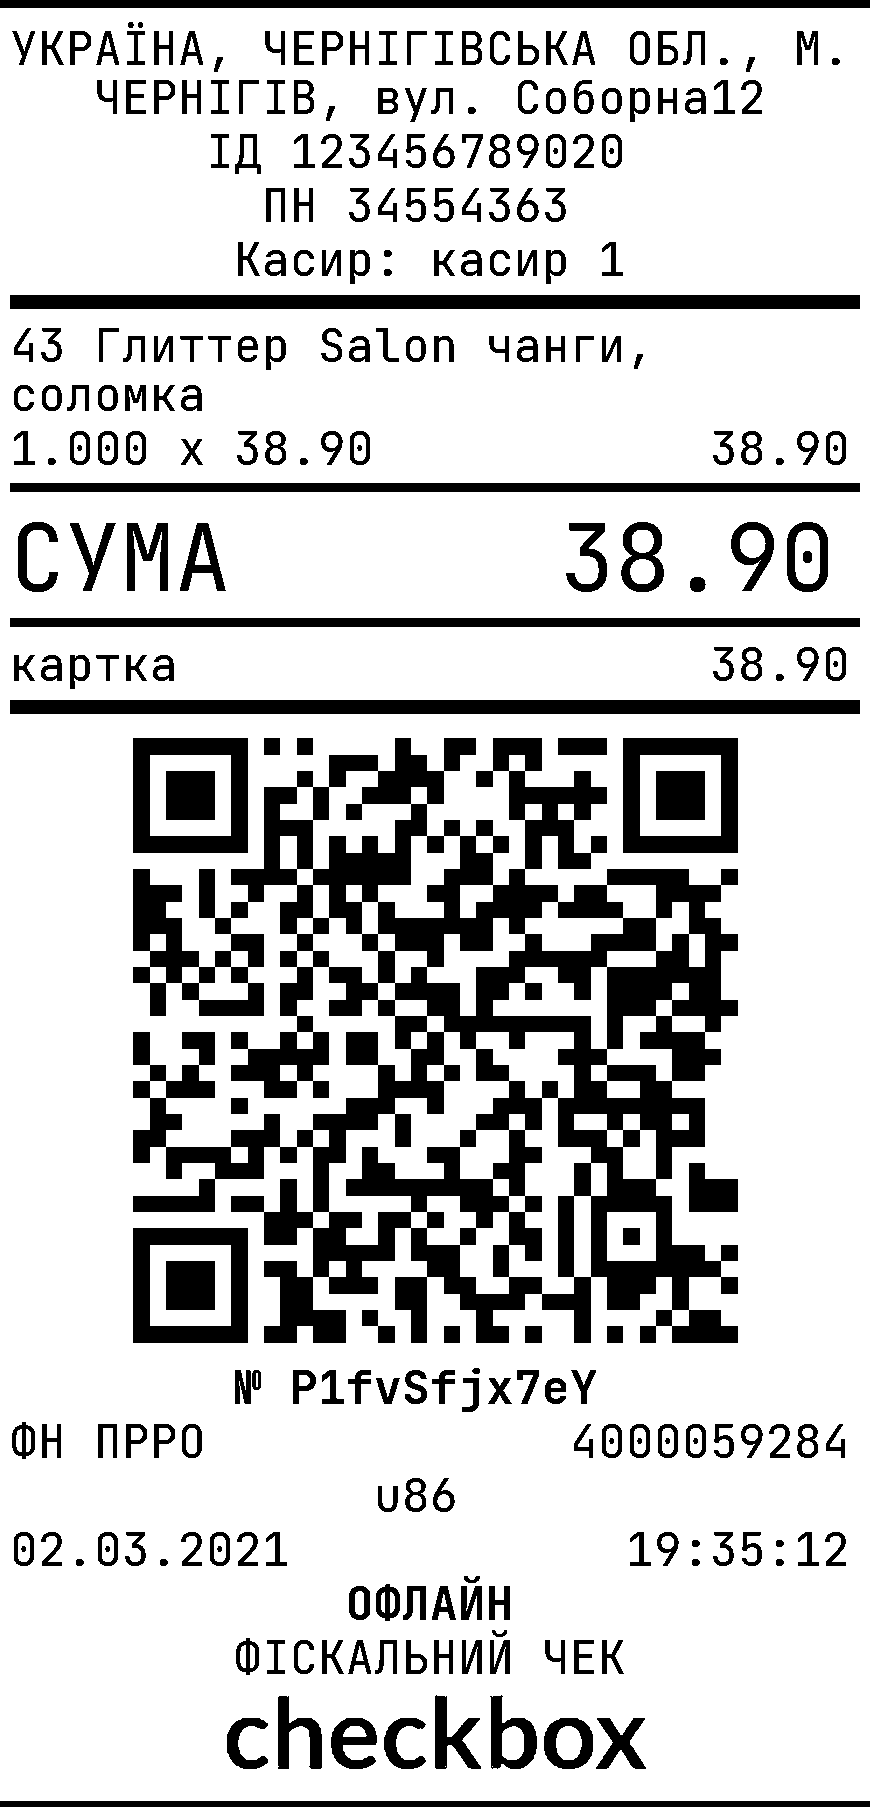 УКРАЇНА, ЧЕРНІГІВСЬКА ОБЛ., М.
ЧЕРНІГІВ, вул. Соборна12
ІД 123456789020
ПН 34554363
Касир: касир 1
43 Глиттер Salon чанги,
соломка
1.000 x 38.90 38.90
СУМА 38.90
картка 38.90
№ P1fvSfjx7eY
ФН ПРРО 4000059284
u86
02.03.2021 19:35:12
ОФЛАЙН
ФІСКАЛЬНИЙ ЧЕК
checkbox